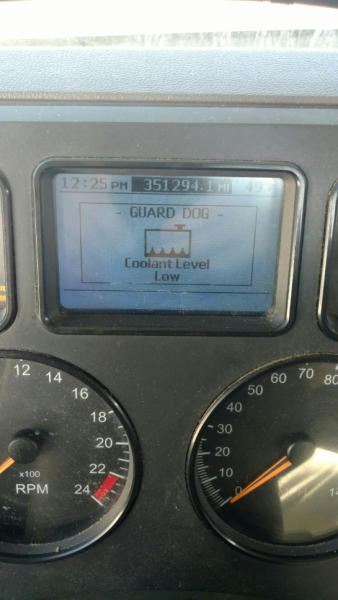 12:25 PM 351294.1 MI 49°
- GUARD DOG -
Coolant Level
Low
12 14 16 18 20 22 24
x100
RPM
0 10 20 30 40 50 60 70 80